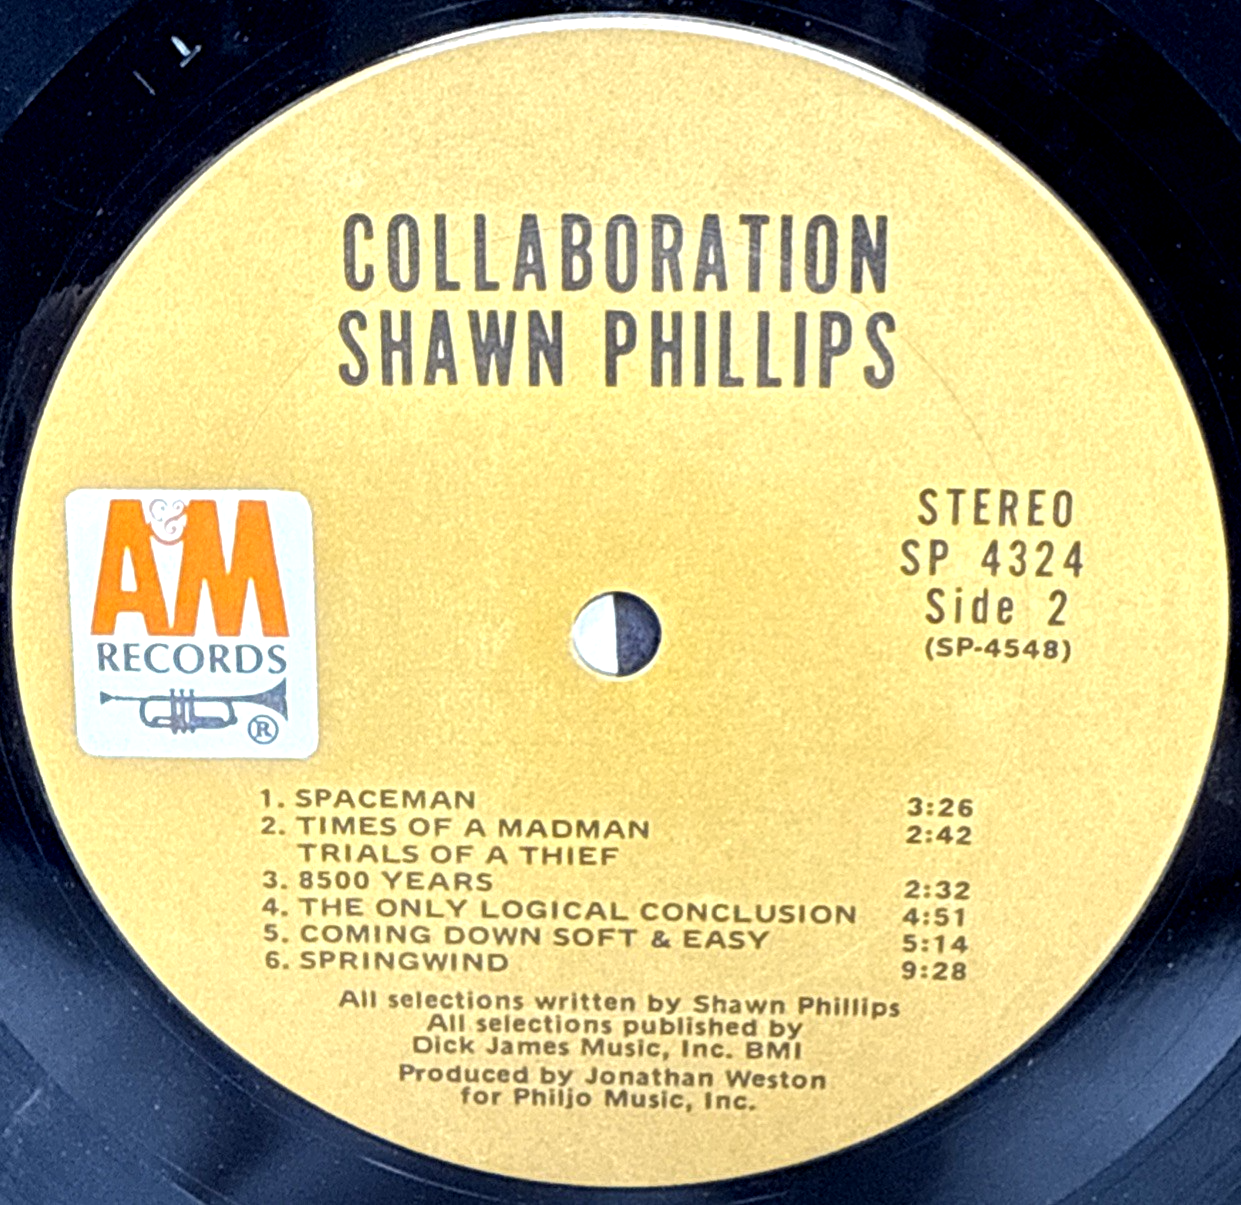 COLLABORATION
SHAWN PHILLIPS
A&M
RECORDS
®
STEREO
SP 4324
Side 2
(SP-4548)
1. SPACEMAN 3:26
2. TIMES OF A MADMAN 2:42
TRIALS OF A THIEF
3. 8500 YEARS 2:32
4. THE ONLY LOGICAL CONCLUSION 4:51
5. COMING DOWN SOFT & EASY 5:14
6. SPRINGWIND 9:28
All selections written by Shawn Phillips
All selections published by
Dick James Music, Inc. BMI
Produced by Jonathan Weston
for Philjo Music, Inc.